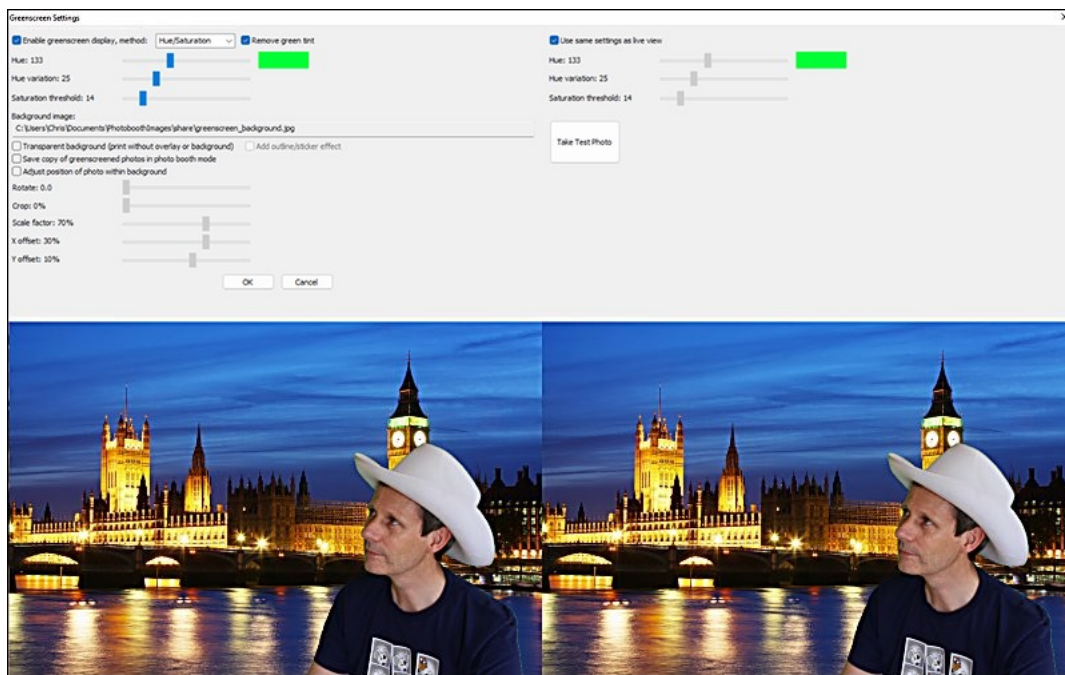 Greenscreen Settings
Enable greenscreen display, method: Hue/Saturation Remove green tint
Hue: 133
Hue variation: 25
Saturation threshold: 14
Background image:
C:\Users\Chris\Documents\PhotoboothImages\share\greenscreen_background.jpg
Transparent background (print without overlay or background) Add outline/sticker effect
Save copy of greenscreened photos in photo booth mode
Adjust position of photo within background
Rotate: 0.0
Crop: 0%
Scale factor: 70%
X offset: 30%
Y offset: 10%
OK Cancel
Use same settings as live view
Hue: 133
Hue variation: 25
Saturation threshold: 14
Take Test Photo